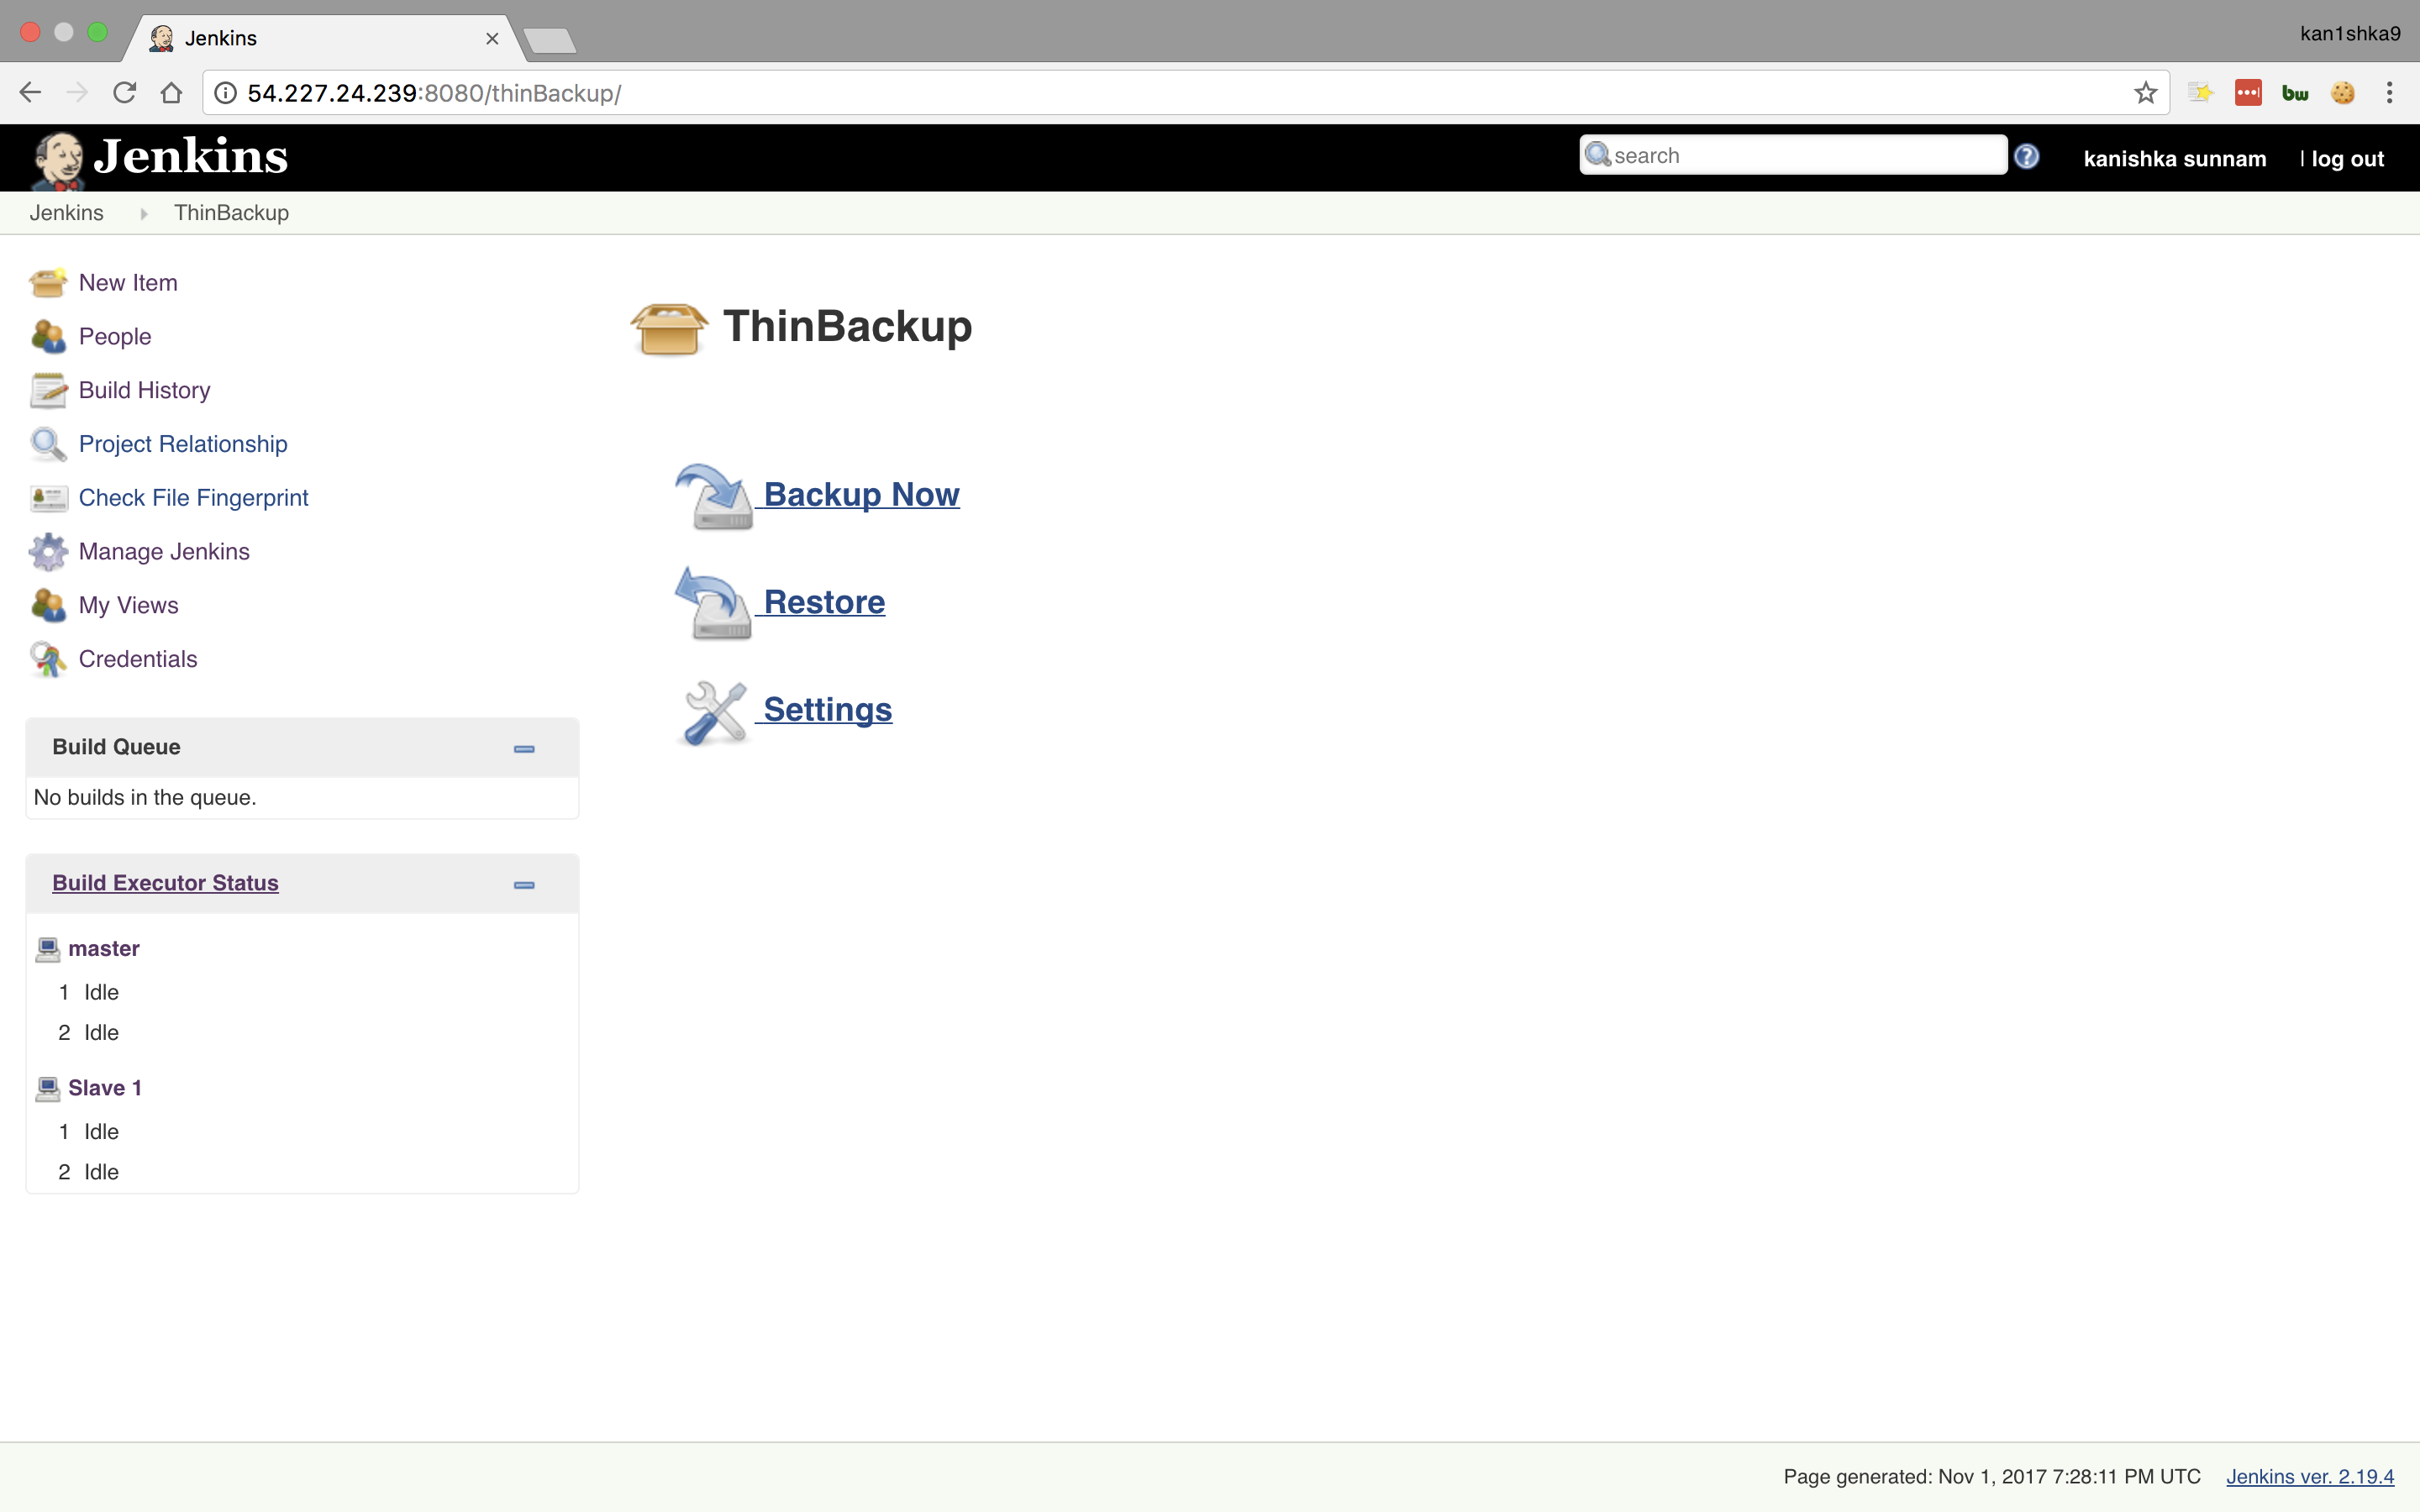 Jenkins
kan1shka9
54.227.24.239:8080/thinBackup/
bw
Jenkins
search
kanishka sunnam
| log out
Jenkins
ThinBackup
New Item
People
Build History
Project Relationship
Check File Fingerprint
Manage Jenkins
My Views
Credentials
Build Queue
No builds in the queue.
Build Executor Status
master
1 Idle
2 Idle
Slave 1
1 Idle
2 Idle
ThinBackup
Backup Now
Restore
Settings
Page generated: Nov 1, 2017 7:28:11 PM UTC
Jenkins ver. 2.19.4